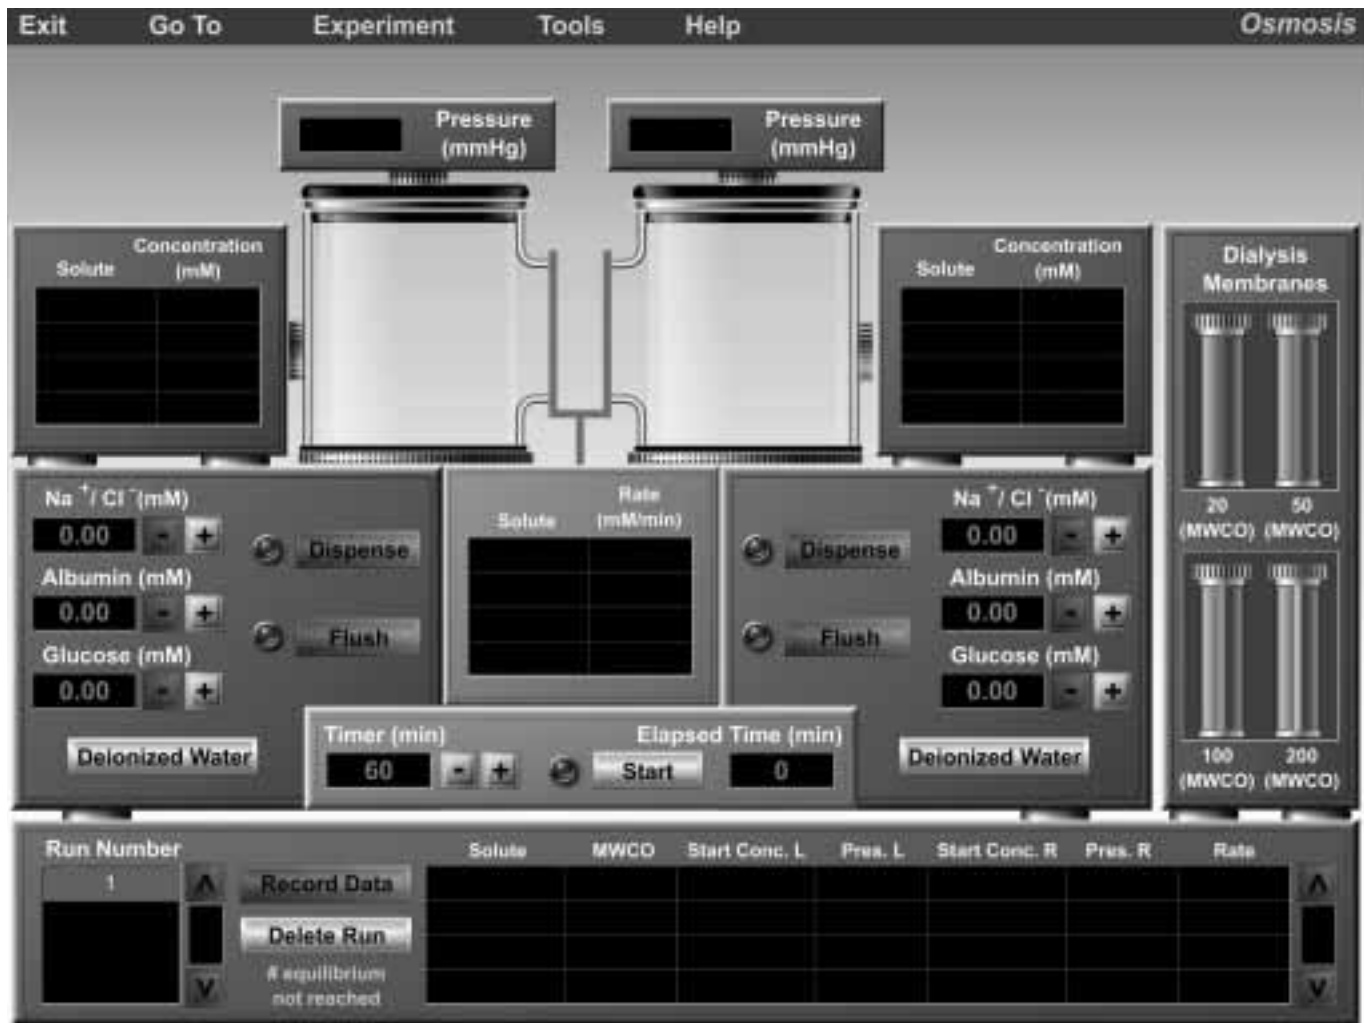 Exit Go To Experiment Tools Help Osmosis
Pressure
(mmHg)
Pressure
(mmHg)
Solute Concentration
(mM)
Solute Concentration
(mM)
Dialysis
Membranes
20 50
(MWCO) (MWCO)
100 200
(MWCO) (MWCO)
Na +/ Cl -(mM)
0.00 - +
Albumin (mM)
0.00 - +
Glucose (mM)
0.00 - +
Deionized Water
Dispense
Flush
Solute Rate
(mM/min)
Dispense
Flush
Na +/ Cl -(mM)
0.00 - +
Albumin (mM)
0.00 - +
Glucose (mM)
0.00 - +
Deionized Water
Timer (min) Elapsed Time (min)
60 - + Start 0
Run Number
1
Record Data
Delete Run
# equilibrium
not reached
Solute MWCO Start Conc. L Pres. L Start Conc. R Pres. R Rate